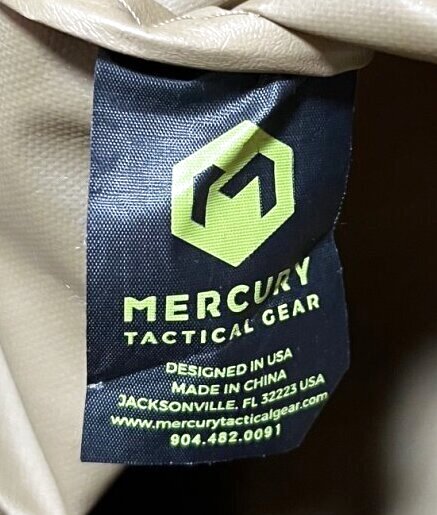 MERCURY
TACTICAL GEAR
DESIGNED IN USA
MADE IN CHINA
JACKSONVILLE, FL 32223 USA
www.mercurytacticalgear.com
904.482.0091